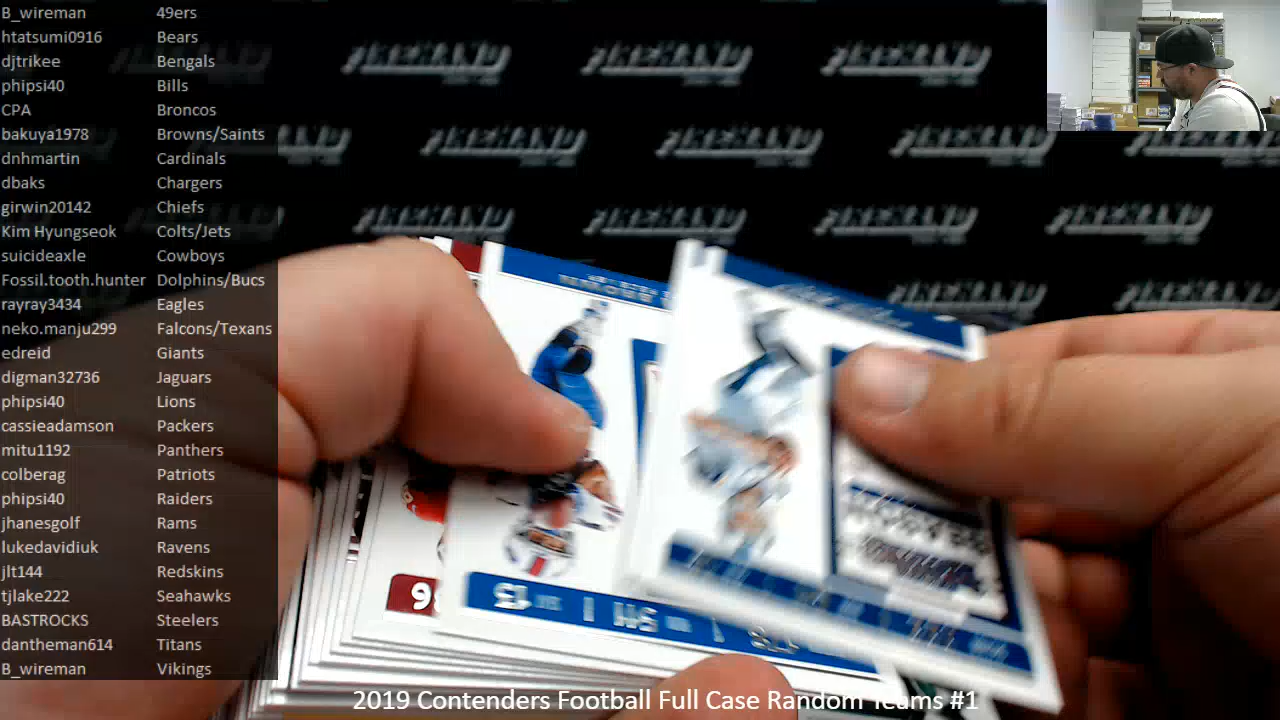 B_wireman 49ers
htatsumi0916 Bears
djtrikee Bengals
phipsi40 Bills
CPA Broncos
bakuya1978 Browns/Saints
dnhmartin Cardinals
dbaks Chargers
girwin20142 Chiefs
Kim Hyungseok Colts/Jets
suicideaxle Cowboys
Fossil.tooth.hunter Dolphins/Bucs
rayray3434 Eagles
neko.manju299 Falcons/Texans
edreid Giants
digman32736 Jaguars
phipsi40 Lions
cassieadamson Packers
mitu1192 Panthers
colberag Patriots
phipsi40 Raiders
jhanesgolf Rams
lukedavidiuk Ravens
jlt144 Redskins
tjlake222 Seahawks
BASTROCKS Steelers
dantheman614 Titans
B_wireman Vikings
2019 Contenders Football Full Case Random Teams #1